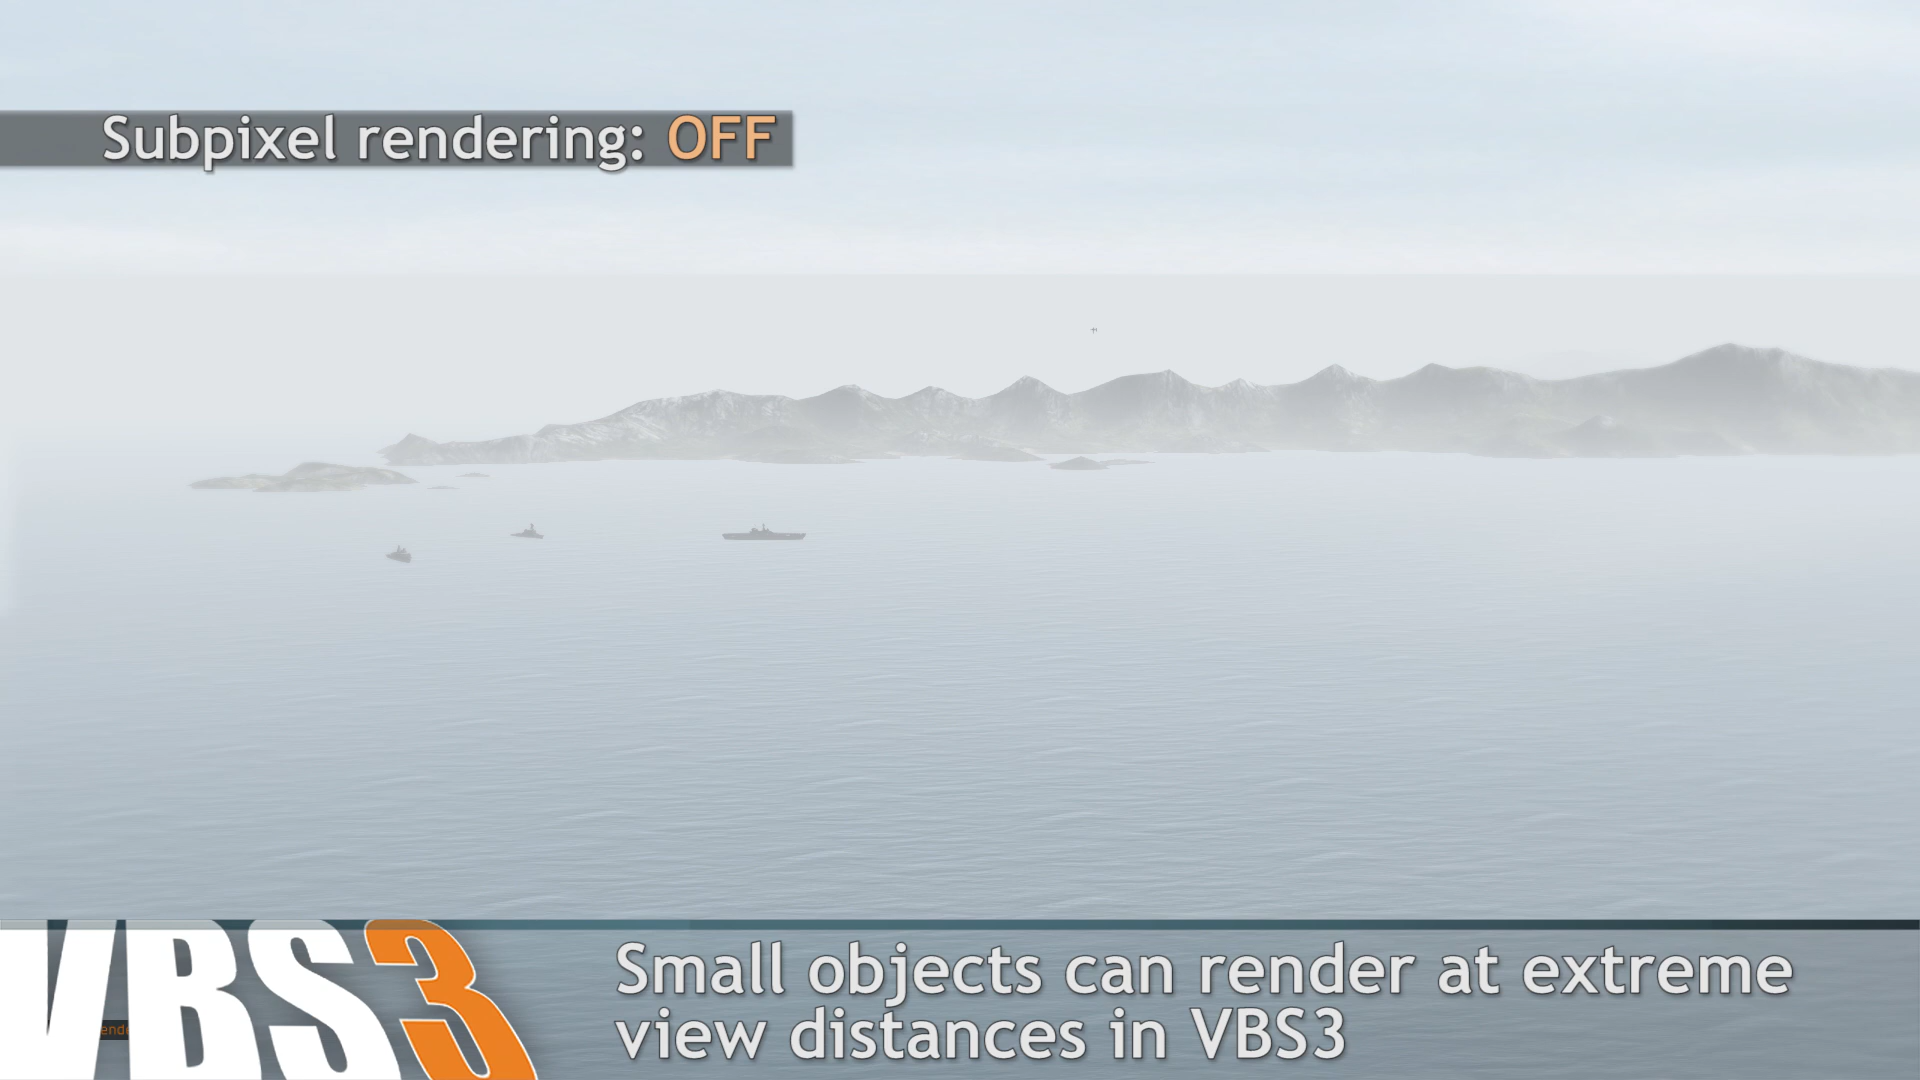 Subpixel rendering: OFF
Small objects can render at extreme
view distances in VBS3
VBS3